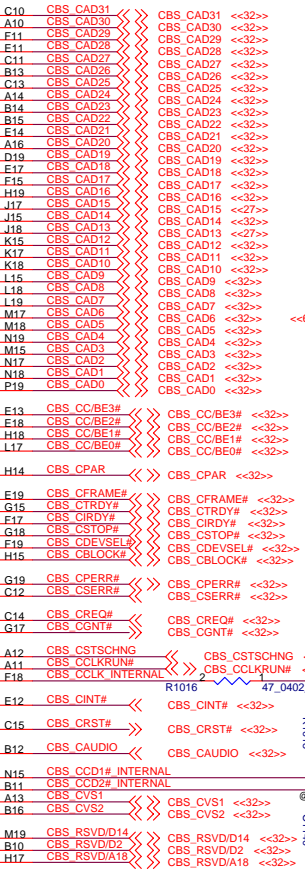 C10 CBS_CAD31 CBS_CAD31 <<32>>
A10 CBS_CAD30 CBS_CAD30 <<32>>
F11 CBS_CAD29 CBS_CAD29 <<32>>
E11 CBS_CAD28 CBS_CAD28 <<32>>
C11 CBS_CAD27 CBS_CAD27 <<32>>
B13 CBS_CAD26 CBS_CAD26 <<32>>
C13 CBS_CAD25 CBS_CAD25 <<32>>
A14 CBS_CAD24 CBS_CAD24 <<32>>
B14 CBS_CAD23 CBS_CAD23 <<32>>
B15 CBS_CAD22 CBS_CAD22 <<32>>
E14 CBS_CAD21 CBS_CAD21 <<32>>
A16 CBS_CAD20 CBS_CAD20 <<32>>
D19 CBS_CAD19 CBS_CAD19 <<32>>
E17 CBS_CAD18 CBS_CAD18 <<32>>
F15 CBS_CAD17 CBS_CAD17 <<32>>
H19 CBS_CAD16 CBS_CAD16 <<32>>
J17 CBS_CAD15 CBS_CAD15 <<27>>
J15 CBS_CAD14 CBS_CAD14 <<32>>
J18 CBS_CAD13 CBS_CAD13 <<27>>
K15 CBS_CAD12 CBS_CAD12 <<32>>
K17 CBS_CAD11 CBS_CAD11 <<32>>
K18 CBS_CAD10 CBS_CAD10 <<32>>
L15 CBS_CAD9 CBS_CAD9 <<32>>
L18 CBS_CAD8 CBS_CAD8 <<32>>
L19 CBS_CAD7 CBS_CAD7 <<32>>
M17 CBS_CAD6 CBS_CAD6 <<32>>
M18 CBS_CAD5 CBS_CAD5 <<32>>
N19 CBS_CAD4 CBS_CAD4 <<32>>
M15 CBS_CAD3 CBS_CAD3 <<32>>
N17 CBS_CAD2 CBS_CAD2 <<32>>
N18 CBS_CAD1 CBS_CAD1 <<32>>
P19 CBS_CAD0 CBS_CAD0 <<32>>
E13 CBS_CC/BE3# CBS_CC/BE3# <<32>>
E18 CBS_CC/BE2# CBS_CC/BE2# <<32>>
H18 CBS_CC/BE1# CBS_CC/BE1# <<32>>
L17 CBS_CC/BE0# CBS_CC/BE0# <<32>>
H14 CBS_CPAR CBS_CPAR <<32>>
E19 CBS_CFRAME# CBS_CFRAME# <<32>>
G15 CBS_CTRDY# CBS_CTRDY# <<32>>
F17 CBS_CIRDY# CBS_CIRDY# <<32>>
G18 CBS_CSTOP# CBS_CSTOP# <<32>>
F19 CBS_CDEVSEL# CBS_CDEVSEL# <<32>>
H15 CBS_CBLOCK# CBS_CBLOCK# <<32>>
G19 CBS_CPERR# CBS_CPERR# <<32>>
C12 CBS_CSERR# CBS_CSERR# <<32>>
C14 CBS_CREQ# CBS_CREQ# <<32>>
G17 CBS_CGNT# CBS_CGNT# <<32>>
A12 CBS_CSTSCHNG CBS_CSTSCHNG
A11 CBS_CCLKRUN# CBS_CCLKRUN#
F18 CBS_CCLK_INTERNAL 2 1
R1016 47_0402
E12 CBS_CINT# CBS_CINT# <<32>>
C15 CBS_CRST# CBS_CRST# <<32>>
B12 CBS_CAUDIO CBS_CAUDIO <<32>>
N15 CBS_CCD1#_INTERNAL
B11 CBS_CCD2#_INTERNAL
A13 CBS_CVS1 CBS_CVS1 <<32>>
B16 CBS_CVS2 CBS_CVS2 <<32>>
M19 CBS_RSVD/D14 CBS_RSVD/D14 <<32>>
B10 CBS_RSVD/D2 CBS_RSVD/D2 <<32>>
H17 CBS_RSVD/A18 CBS_RSVD/A18 <<32>>